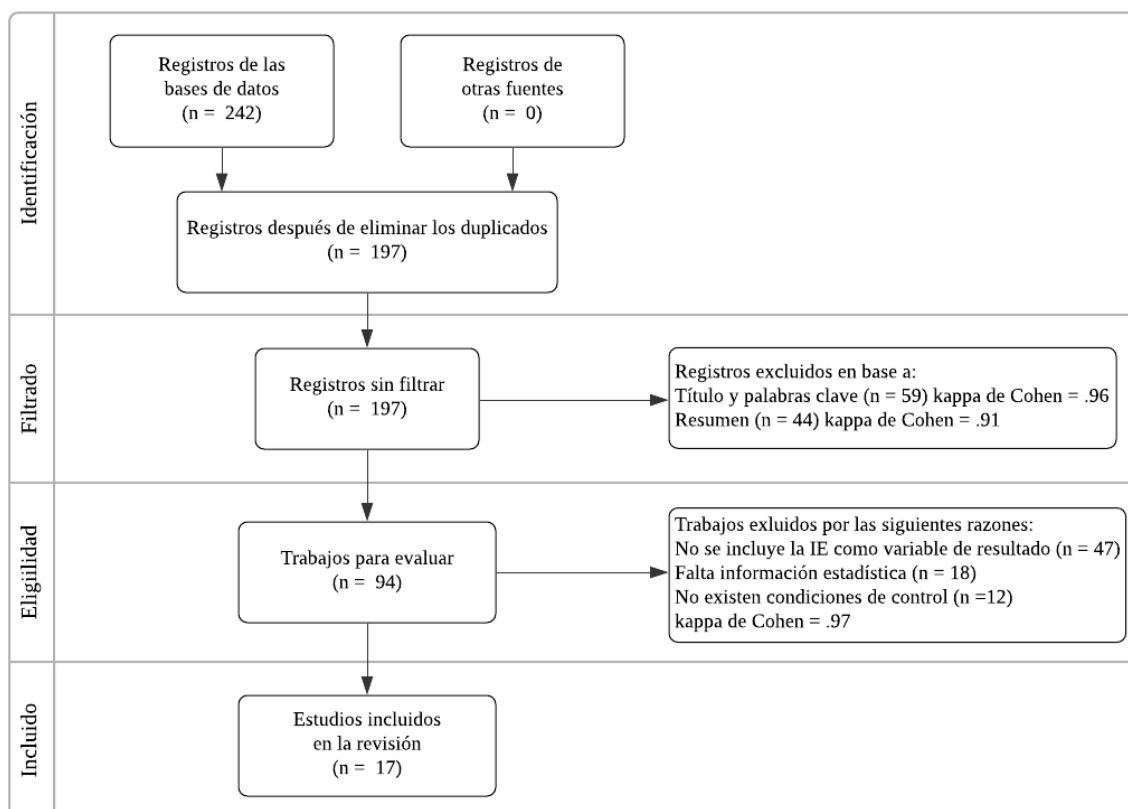 Identificación
Registros de las
bases de datos
(n = 242)
Registros de
otras fuentes
(n = 0)
Registros después de eliminar los duplicados
(n = 197)
Filtrado
Registros sin filtrar
(n = 197)
Registros excluidos en base a:
Título y palabras clave (n = 59) kappa de Cohen = .96
Resumen (n = 44) kappa de Cohen = .91
Eligiilidad
Trabajos para evaluar
(n = 94)
Trabajos exluidos por las siguientes razones:
No se incluye la IE como variable de resultado (n = 47)
Falta información estadística (n = 18)
No existen condiciones de control (n =12)
kappa de Cohen = .97
Incluido
Estudios incluidos
en la revisión
(n = 17)